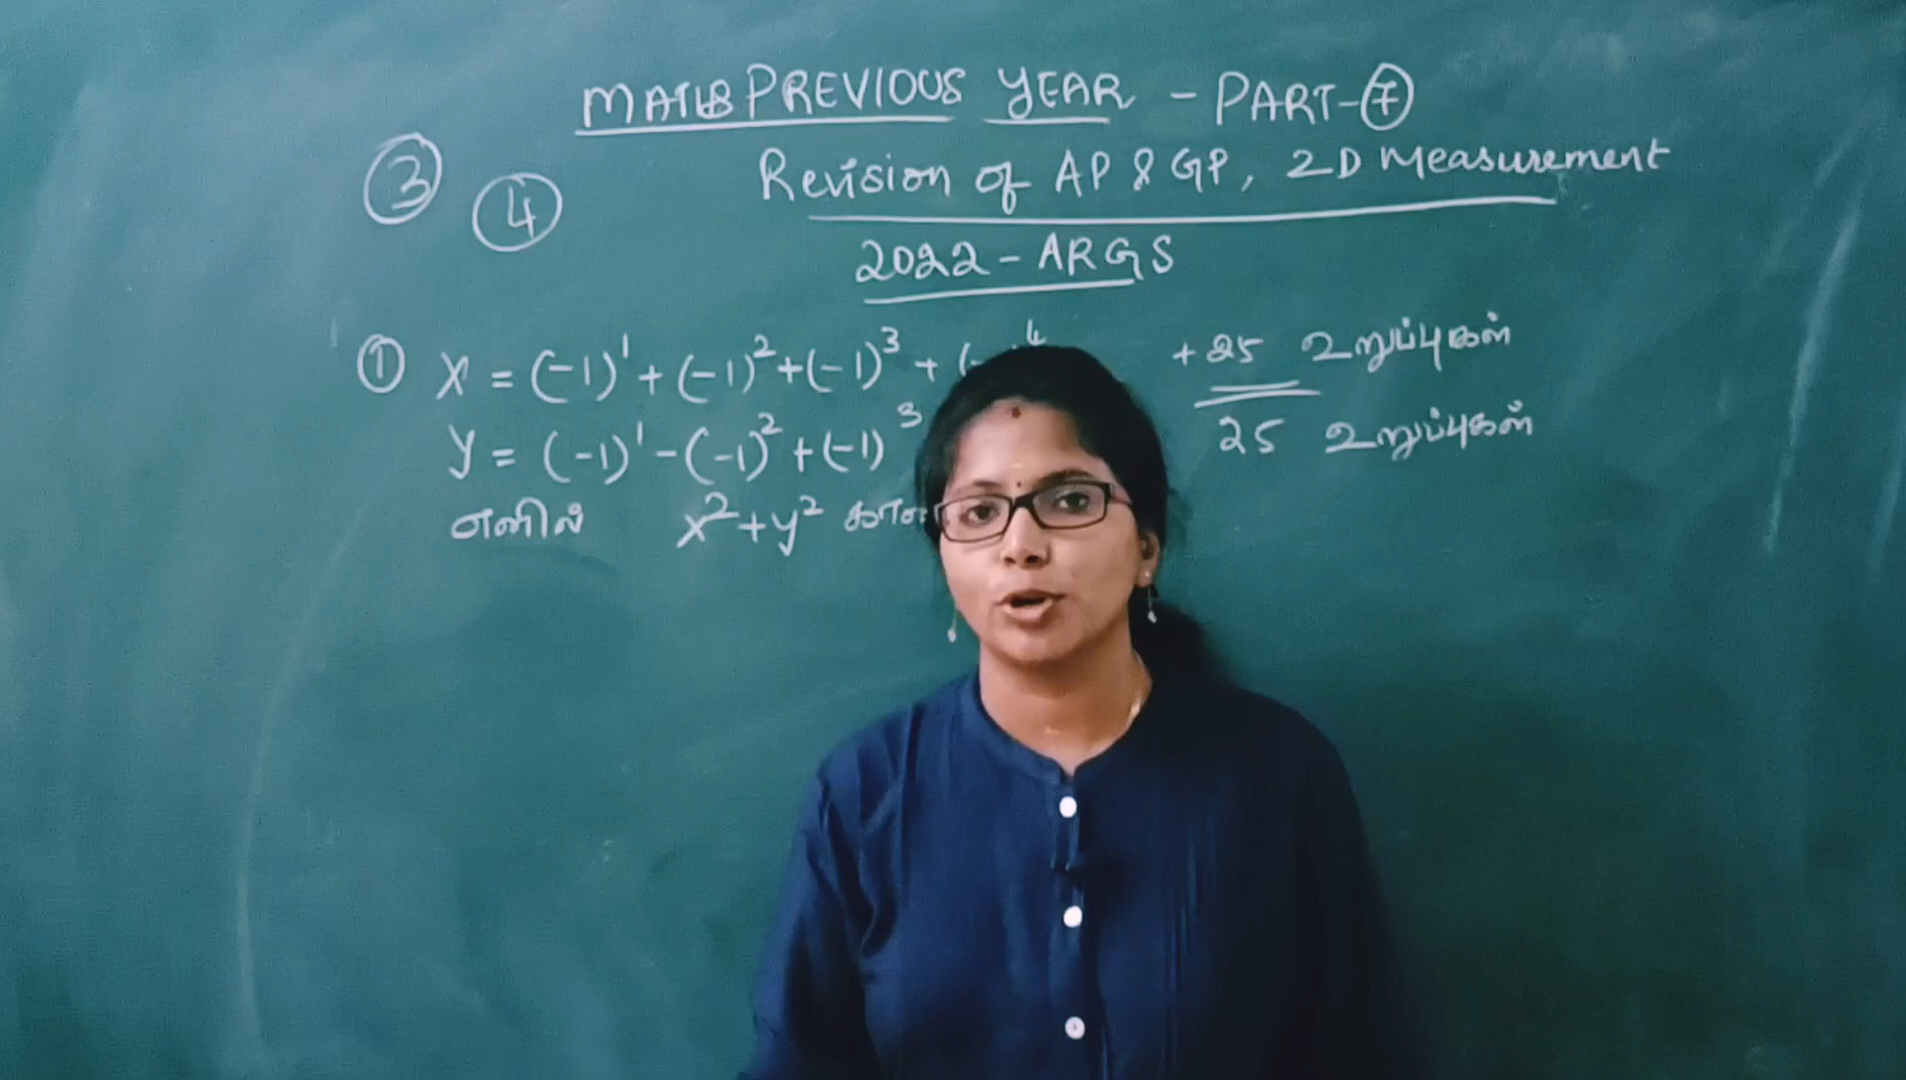 MATHS PREVIOUS YEAR - PART-⑦
③ ④ Revision of AP & GP, 2D Measurement
2022 - ARGS
① X = (-1)¹ + (-1)² + (-1)³ + ( ⁴ + 25 உறுப்புகள்
Y = (-1)¹ - (-1)² + (-1)³ 25 உறுப்புகள்
எனில் x² + y²